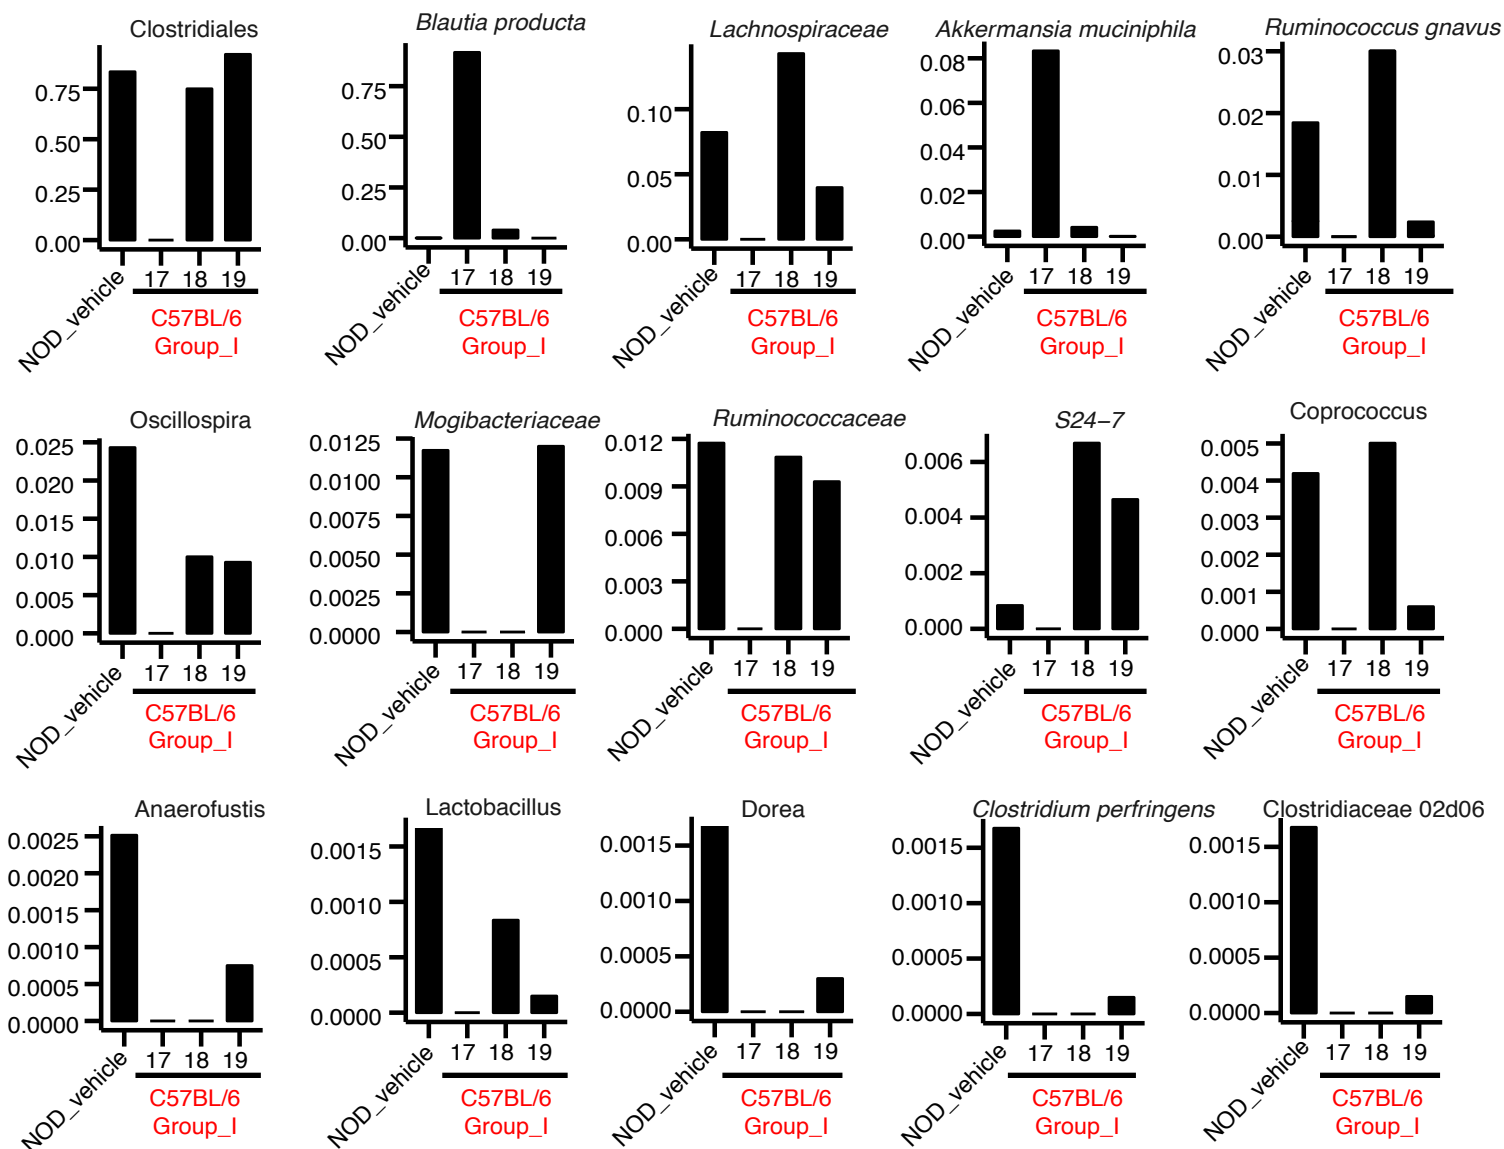 Clostridiales
0.75
0.50
0.25
0.00
NOD_vehicle
17 18 19
C57BL/6
Group_I
Blautia producta
0.75
0.50
0.25
0.00
NOD_vehicle
17 18 19
C57BL/6
Group_I
Lachnospiraceae
0.10
0.05
0.00
NOD_vehicle
17 18 19
C57BL/6
Group_I
Akkermansia muciniphila
0.08
0.06
0.04
0.02
0.00
NOD_vehicle
17 18 19
C57BL/6
Group_I
Ruminococcus gnavus
0.03
0.02
0.01
0.00
NOD_vehicle
17 18 19
C57BL/6
Group_I
Oscillospira
0.025
0.020
0.015
0.010
0.005
0.000
NOD_vehicle
17 18 19
C57BL/6
Group_I
Mogibacteriaceae
0.0125
0.0100
0.0075
0.0050
0.0025
0.0000
NOD_vehicle
17 18 19
C57BL/6
Group_I
Ruminococcaceae
0.012
0.009
0.006
0.003
0.000
NOD_vehicle
17 18 19
C57BL/6
Group_I
S24−7
0.006
0.004
0.002
0.000
NOD_vehicle
17 18 19
C57BL/6
Group_I
Coprococcus
0.005
0.004
0.003
0.002
0.001
0.000
NOD_vehicle
17 18 19
C57BL/6
Group_I
Anaerofustis
0.0025
0.0020
0.0015
0.0010
0.0005
0.0000
NOD_vehicle
17 18 19
C57BL/6
Group_I
Lactobacillus
0.0015
0.0010
0.0005
0.0000
NOD_vehicle
17 18 19
C57BL/6
Group_I
Dorea
0.0015
0.0010
0.0005
0.0000
NOD_vehicle
17 18 19
C57BL/6
Group_I
Clostridium perfringens
0.0015
0.0010
0.0005
0.0000
NOD_vehicle
17 18 19
C57BL/6
Group_I
Clostridiaceae 02d06
0.0015
0.0010
0.0005
0.0000
NOD_vehicle
17 18 19
C57BL/6
Group_I